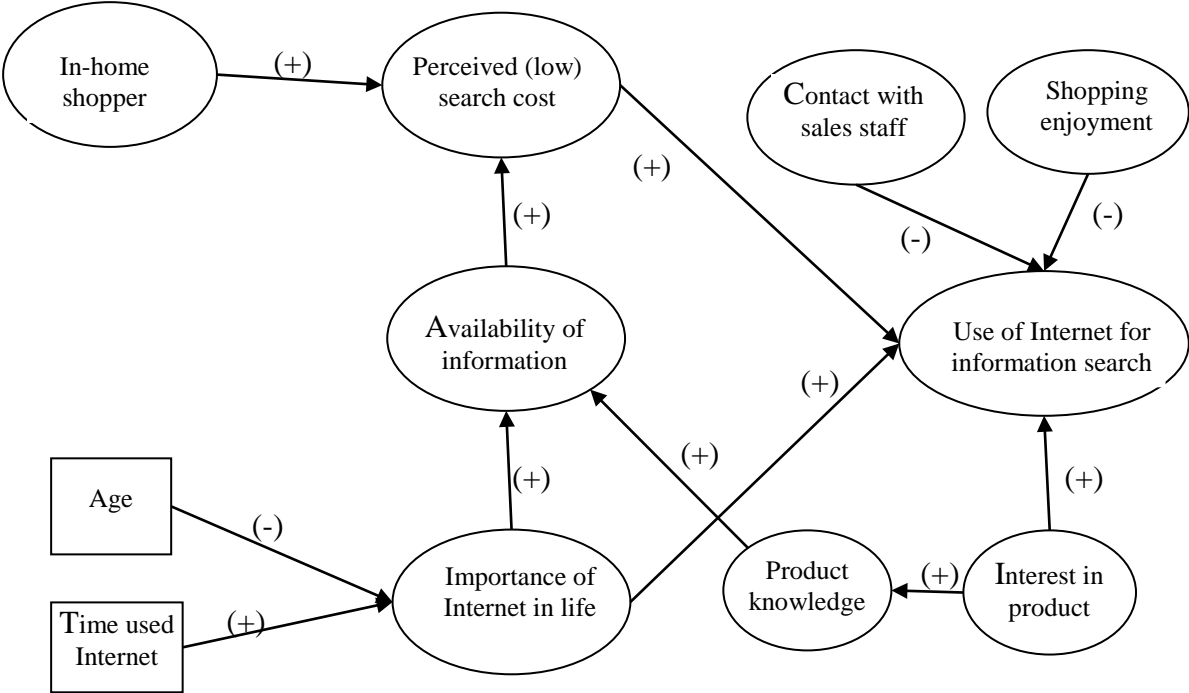 In-home
shopper
(+)
Perceived (low)
search cost
Contact with
sales staff
Shopping
enjoyment
(+)
(+)
(-)
(-)
Availability of
information
Use of Internet for
information search
(+)
(+)
(+)
(+)
Age
(-)
Importance of
Internet in life
Product
knowledge
(+)
Interest in
product
Time used
Internet
(+)